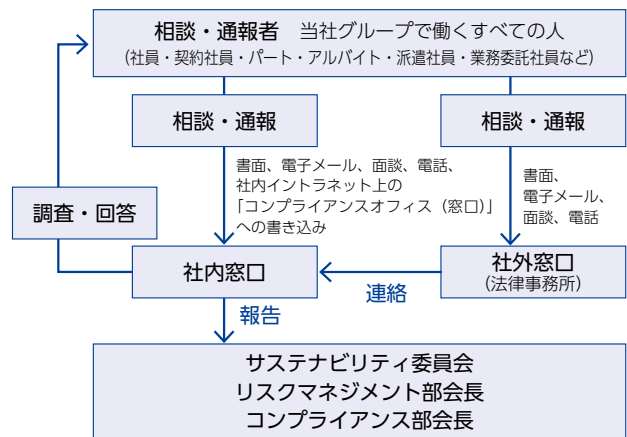 相談・通報者 当社グループで働くすべての人
(社員・契約社員・パート・アルバイト・派遣社員・業務委託社員など)
相談・通報
相談・通報
書面、電子メール、面談、電話、
社内イントラネット上の
「コンプライアンスオフィス（窓口）」
への書き込み
書面、
電子メール、
面談、電話
調査・回答
社内窓口
連絡
社外窓口
(法律事務所)
報告
サステナビリティ委員会
リスクマネジメント部会長
コンプライアンス部会長